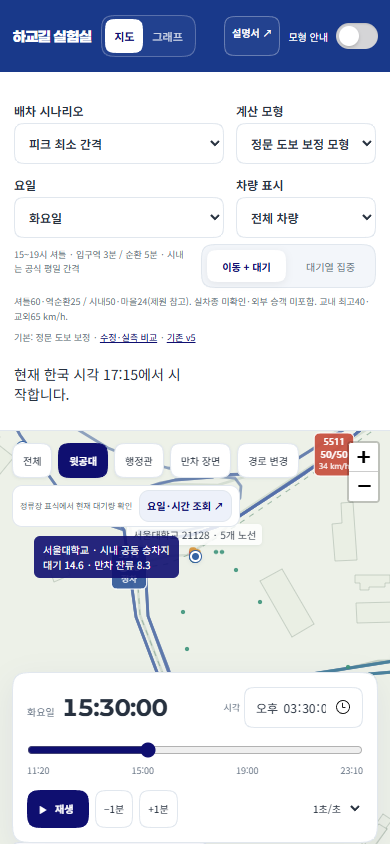 하교길 실험실
지도
그래프
설명서 ↗
모형 안내
배차 시나리오
계산 모형
피크 최소 간격
정문 도보 보정 모형
요일
차량 표시
화요일
전체 차량
15–19시 셔틀 · 입구역 3분 / 순환 5분 · 시내
는 공식 평일 간격
이동 + 대기
대기열 집중
셔틀60·역순환25 / 시내50·마을24(제원 참고). 실차종 미확인·외부 승객 미포함. 교내 최고40·
교외65 km/h.
기본: 정문 도보 보정 · 수정·실측 비교 · 기존 v5
현재 한국 시각 17:15에서 시
작합니다.
전체
윗공대
행정관
만차 장면
경로 변경
5511
50/50
34 km/h
+
−
정류장 표식에서 현재 대기량 확인
요일·시간 조회 ↗
서울대학교 21128 · 5개 노선
서울대학교 · 시내 공동 승차지
대기 14.6 · 만차 잔류 8.3
화요일
15:30:00
시각
오후 03:30:0
11:20
15:00
19:00
23:10
▶ 재생
−1분
+1분
1초/초